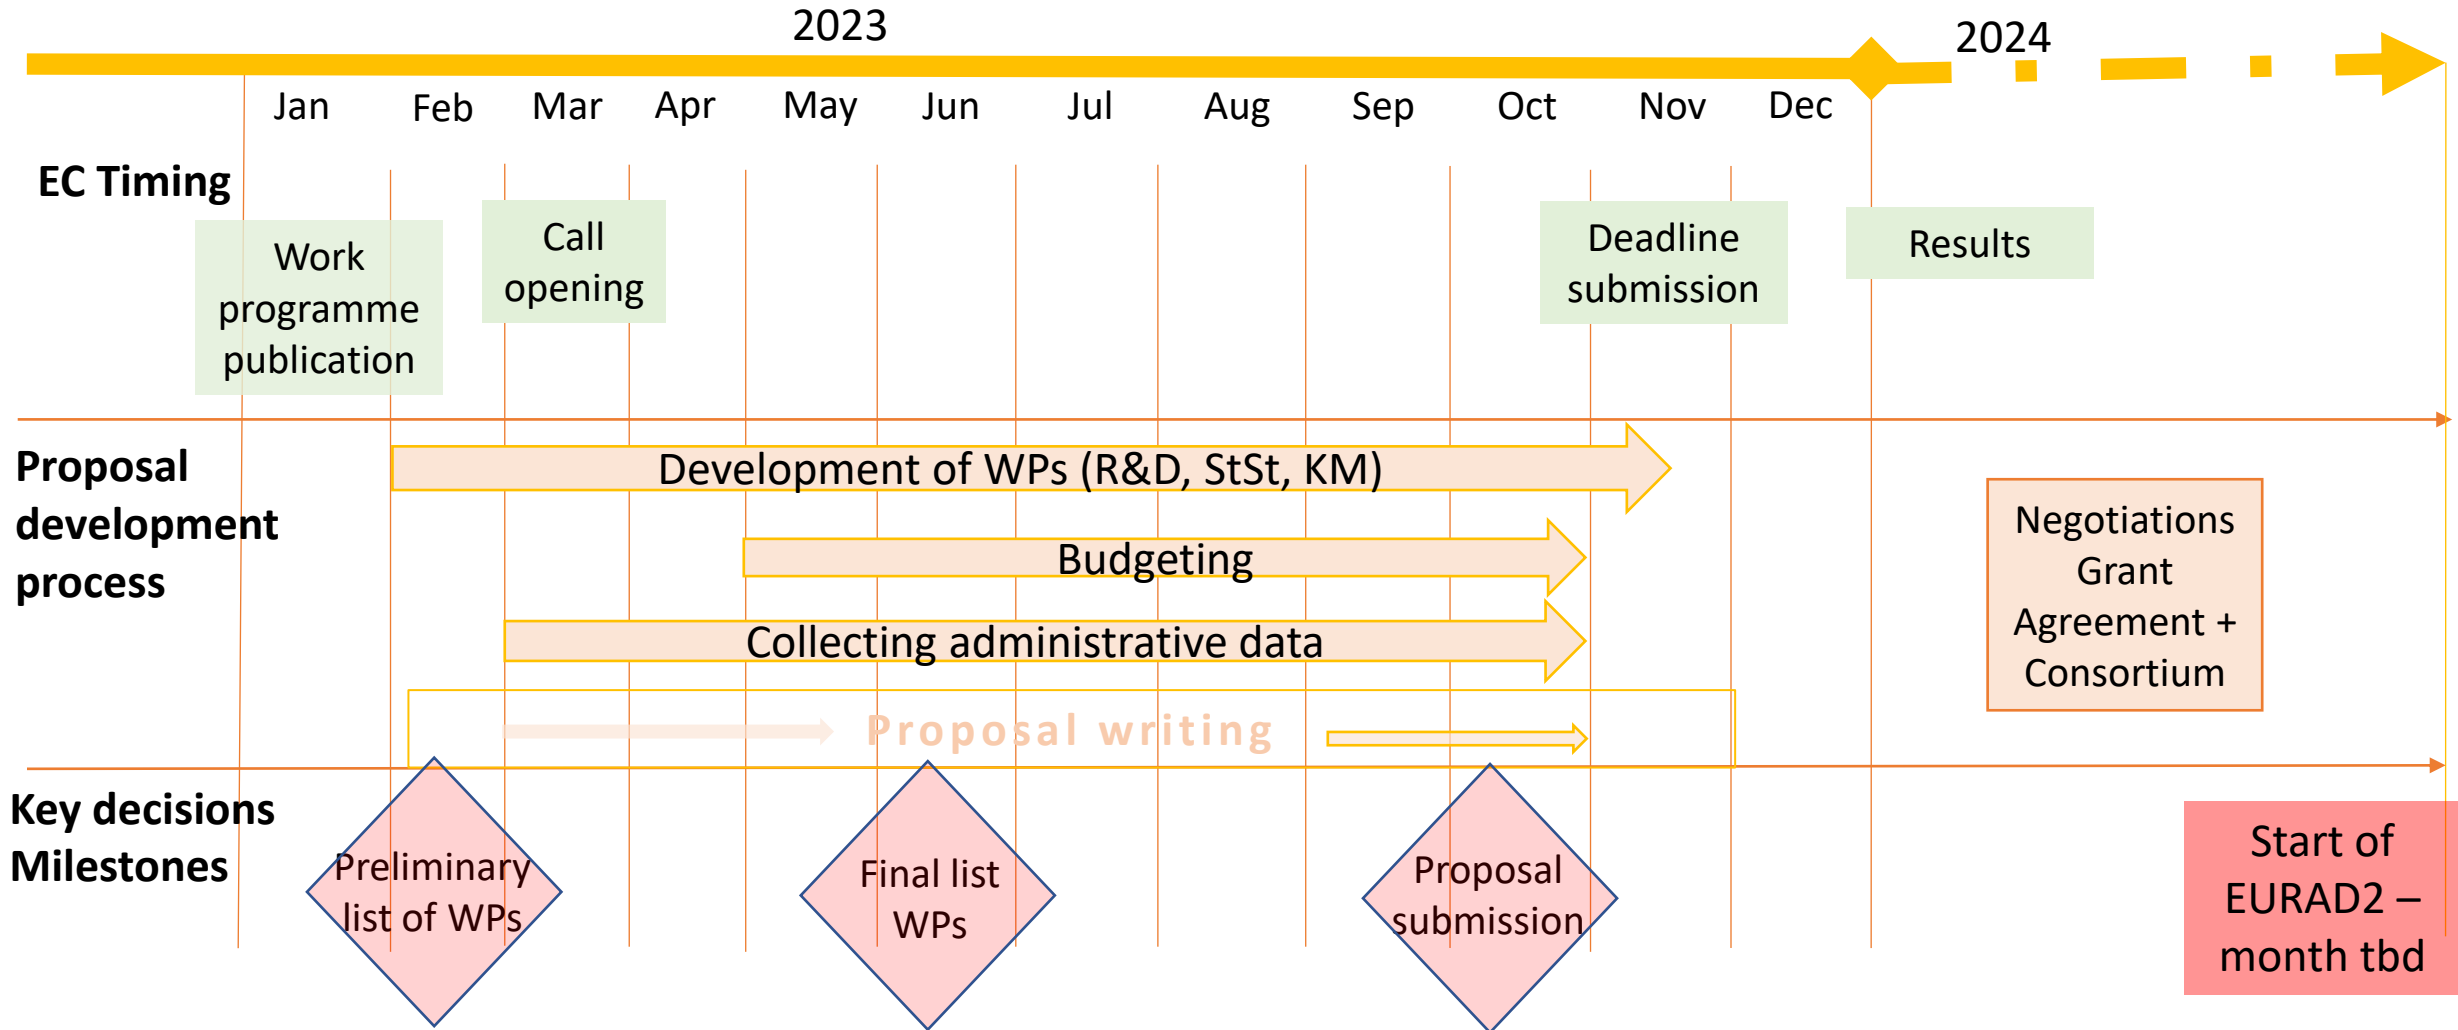 2023
2024
Jan
Feb
Mar
Apr
May
Jun
Jul
Aug
Sep
Oct
Nov
Dec
EC Timing
Work
programme
publication
Call
opening
Deadline
submission
Results
Proposal
development
process
Development of WPs (R&D, StSt, KM)
Budgeting
Collecting administrative data
Proposal writing
Negotiations
Grant
Agreement +
Consortium
Key decisions
Milestones
Preliminary
list of WPs
Final list
WPs
Proposal
submission
Start of
EURAD2 –
month tbd